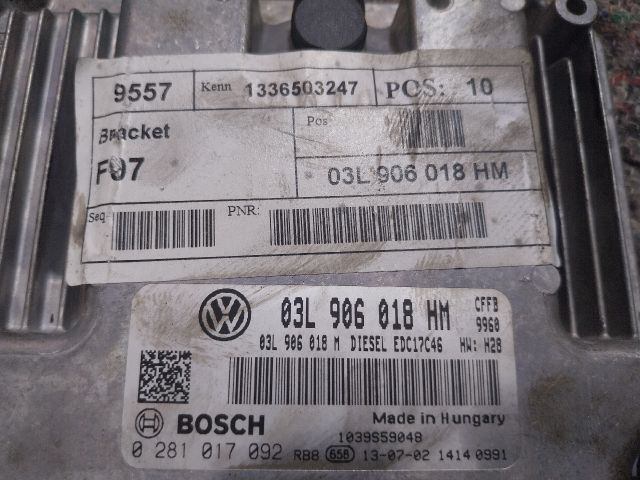 9557 Kenn 1336503247 POS: 10
Bracket Pos
F07 03L 906 018 HM
Seq PNR:
03L 906 018 HM CFFB
9960
03L 906 018 M DIESEL EDC17C46 HW: H28
BOSCH Made in Hungary
1039S59048
0 281 017 092 RB8 658 13-07-02 1414 0991